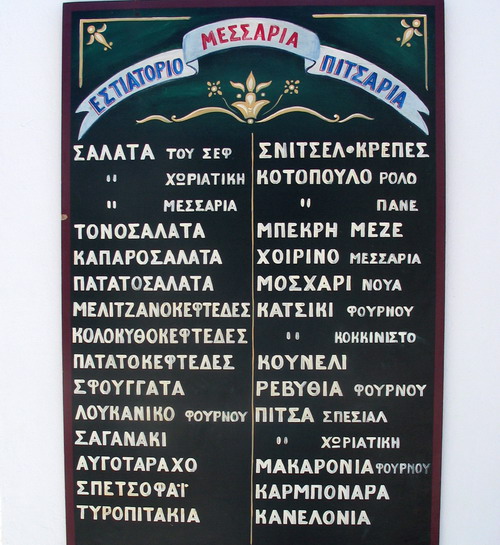 ΕΣΤΙΑΤΟΡΙΟ ΜΕΣΣΑΡΙΑ ΠΙΤΣΑΡΙΑ
ΣΑΛΑΤΑ ΤΟΥ ΣΕΦ
" ΧΩΡΙΑΤΙΚΗ
" ΜΕΣΣΑΡΙΑ
ΤΟΝΟΣΑΛΑΤΑ
ΚΑΠΑΡΟΣΑΛΑΤΑ
ΠΑΤΑΤΟΣΑΛΑΤΑ
ΜΕΛΙΤΖΑΝΟΚΕΦΤΕΔΕΣ
ΚΟΛΟΚΥΘΟΚΕΦΤΕΔΕΣ
ΠΑΤΑΤΟΚΕΦΤΕΔΕΣ
ΣΦΟΥΓΓΑΤΑ
ΛΟΥΚΑΝΙΚΟ ΦΟΥΡΝΟΥ
ΣΑΓΑΝΑΚΙ
ΑΥΓΟΤΑΡΑΧΟ
ΣΠΕΤΣΟΦΑΪ
ΤΥΡΟΠΙΤΑΚΙΑ
ΣΝΙΤΣΕΛ•ΚΡΕΠΕΣ
ΚΟΤΟΠΟΥΛΟ ΡΟΛΟ
" ΠΑΝΕ
ΜΠΕΚΡΗ ΜΕΖΕ
ΧΟΙΡΙΝΟ ΜΕΣΣΑΡΙΑ
ΜΟΣΧΑΡΙ ΝΟΥΑ
ΚΑΤΣΙΚΙ ΦΟΥΡΝΟΥ
" ΚΟΚΚΙΝΙΣΤΟ
ΚΟΥΝΕΛΙ
ΡΕΒΥΘΙΑ ΦΟΥΡΝΟΥ
ΠΙΤΣΑ ΣΠΕΣΙΑΛ
" ΧΩΡΙΑΤΙΚΗ
ΜΑΚΑΡΟΝΙΑ ΦΟΥΡΝΟΥ
ΚΑΡΜΠΟΝΑΡΑ
ΚΑΝΕΛΟΝΙΑ